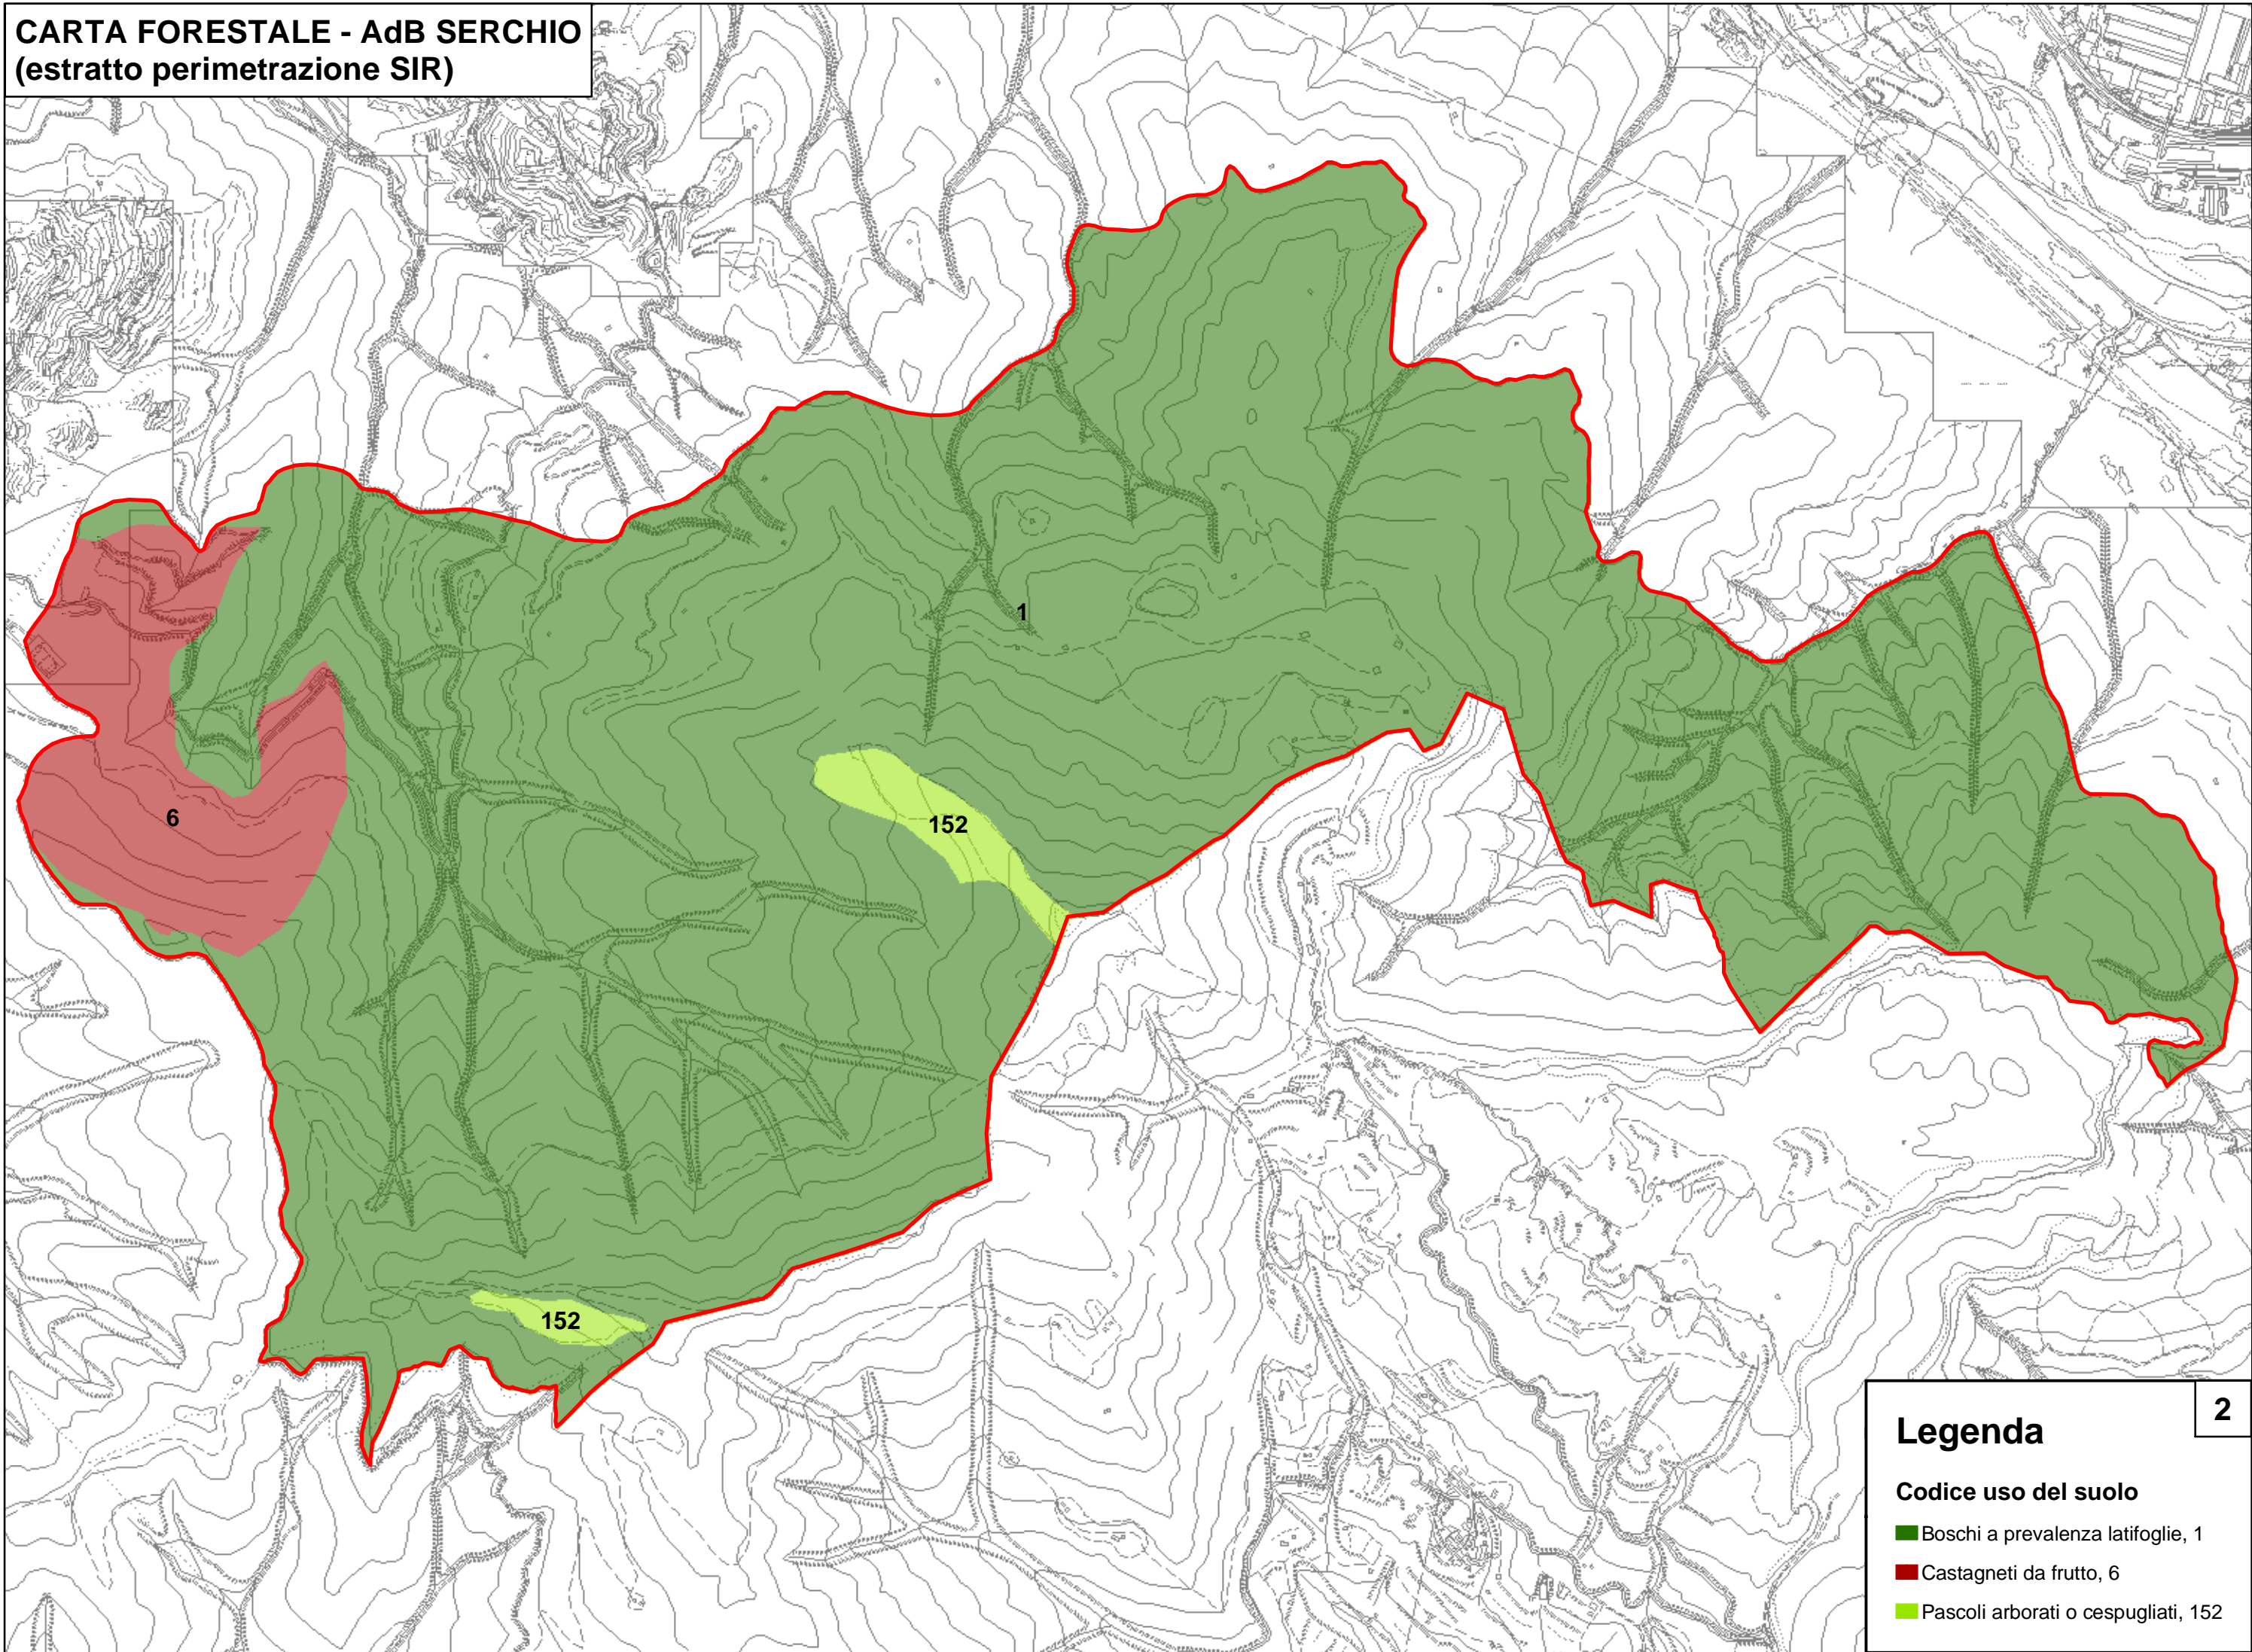 CARTA FORESTALE - AdB SERCHIO
(estratto perimetrazione SIR)
1
6
152
152
2
Legenda
Codice uso del suolo
Boschi a prevalenza latifoglie, 1
Castagneti da frutto, 6
Pascoli arborati o cespugliati, 152